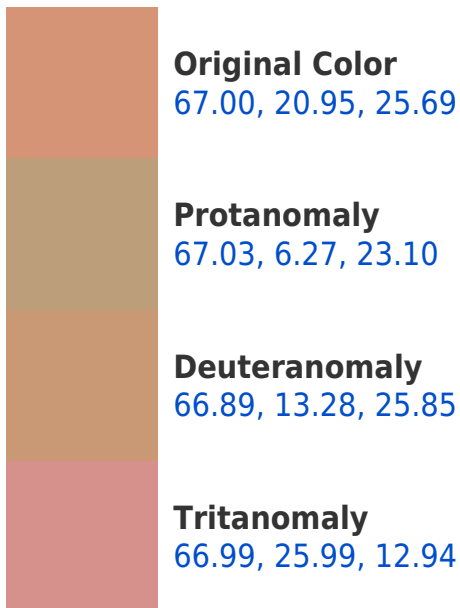 Original Color
67.00, 20.95, 25.69
Protanomaly
67.03, 6.27, 23.10
Deuteranomaly
66.89, 13.28, 25.85
Tritanomaly
66.99, 25.99, 12.94